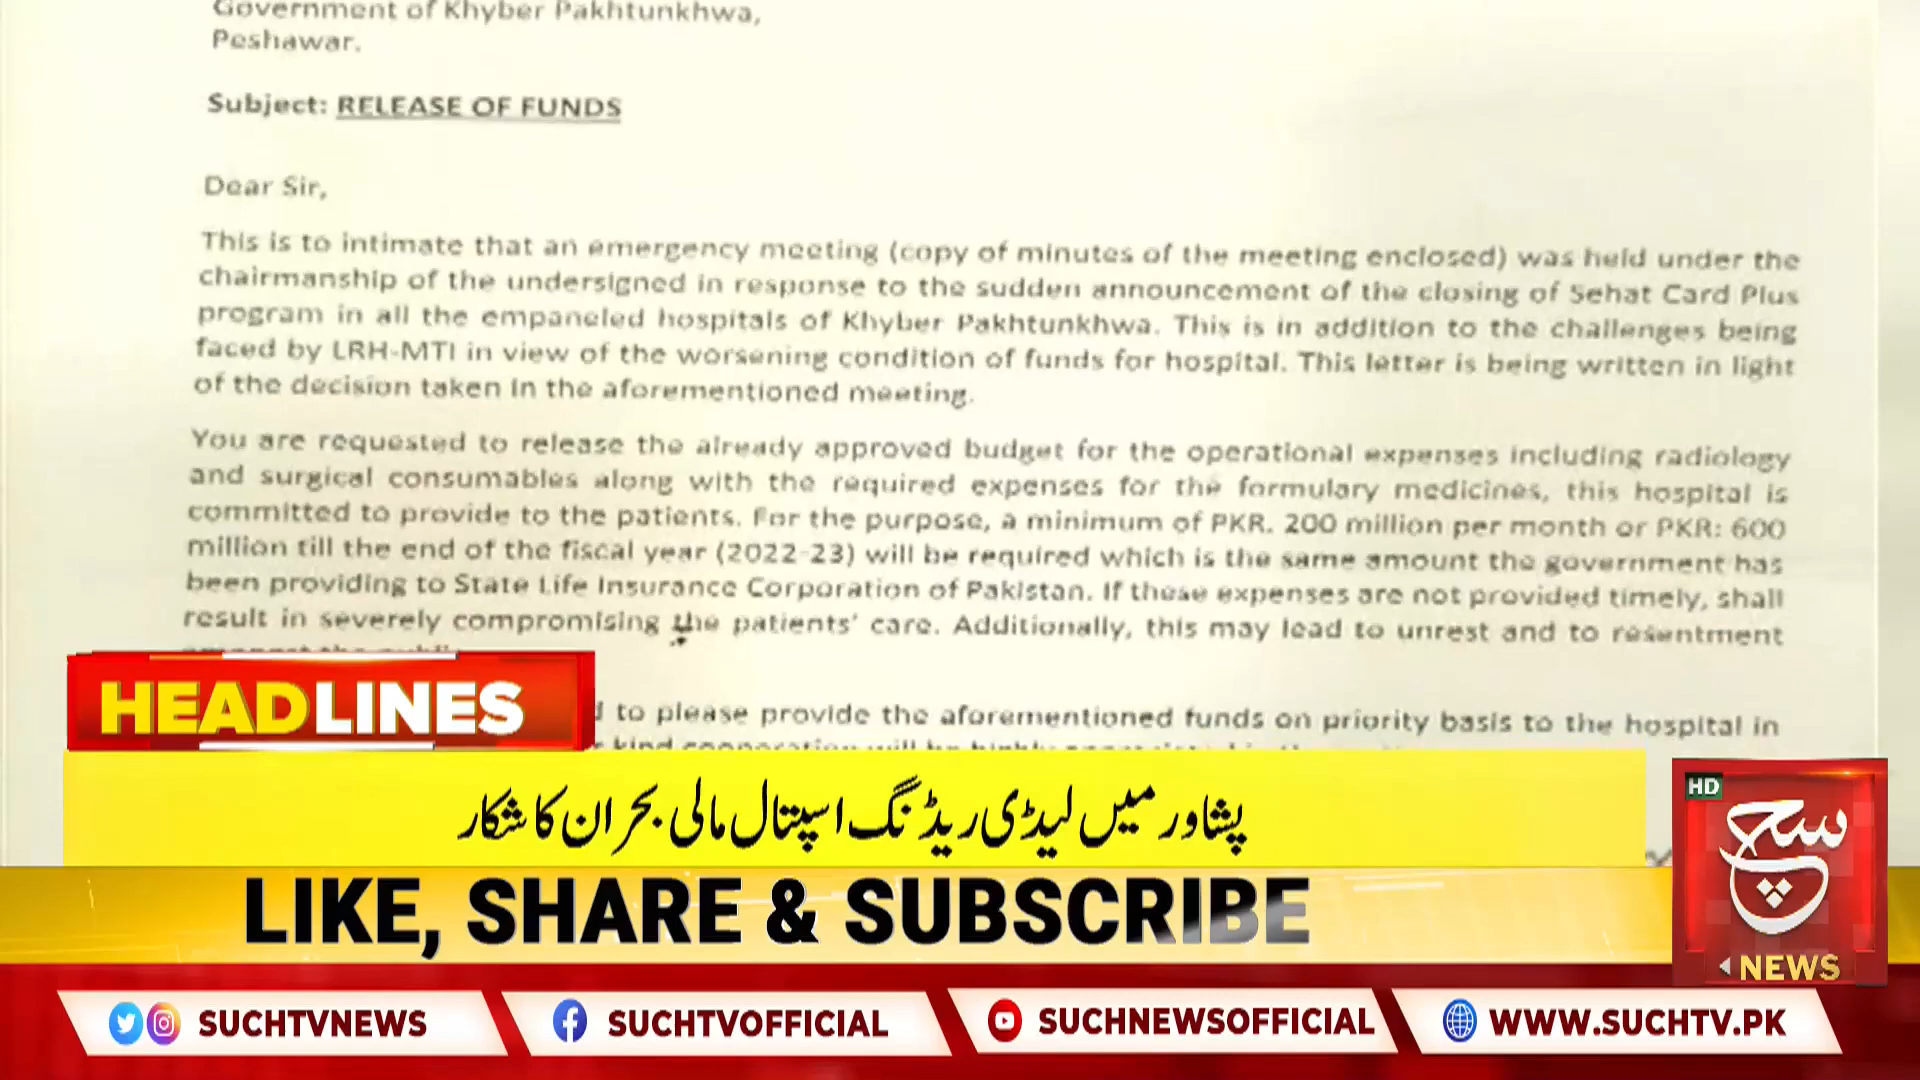 Government of Khyber Pakhtunkhwa,
Peshawar.
Subject: RELEASE OF FUNDS
Dear Sir,
This is to intimate that an emergency meeting (copy of minutes of the meeting enclosed) was held under the
chairmanship of the undersigned in response to the sudden announcement of the closing of Sehat Card Plus
program in all the empaneled hospitals of Khyber Pakhtunkhwa. This is in addition to the challenges being
faced by LRH-MTI in view of the worsening condition of funds for hospital. This letter is being written in light
of the decision taken in the aforementioned meeting.
You are requested to release the already approved budget for the operational expenses including radiology
and surgical consumables along with the required expenses for the formulary medicines, this hospital is
committed to provide to the patients. For the purpose, a minimum of PKR. 200 million per month or PKR: 600
million till the end of the fiscal year (2022-23) will be required which is the same amount the government has
been providing to State Life Insurance Corporation of Pakistan. If these expenses are not provided timely, shall
result in severely compromising the patients' care. Additionally, this may lead to unrest and to resentment
to please provide the aforementioned funds on priority basis to the hospital in
HEADLINES
پشاور میں لیڈی ریڈنگ اسپتال مالی بحران کا شکار
LIKE, SHARE & SUBSCRIBE
HD
سچ
NEWS
SUCHTVNEWS
SUCHTVOFFICIAL
SUCHNEWSOFFICIAL
WWW.SUCHTV.PK